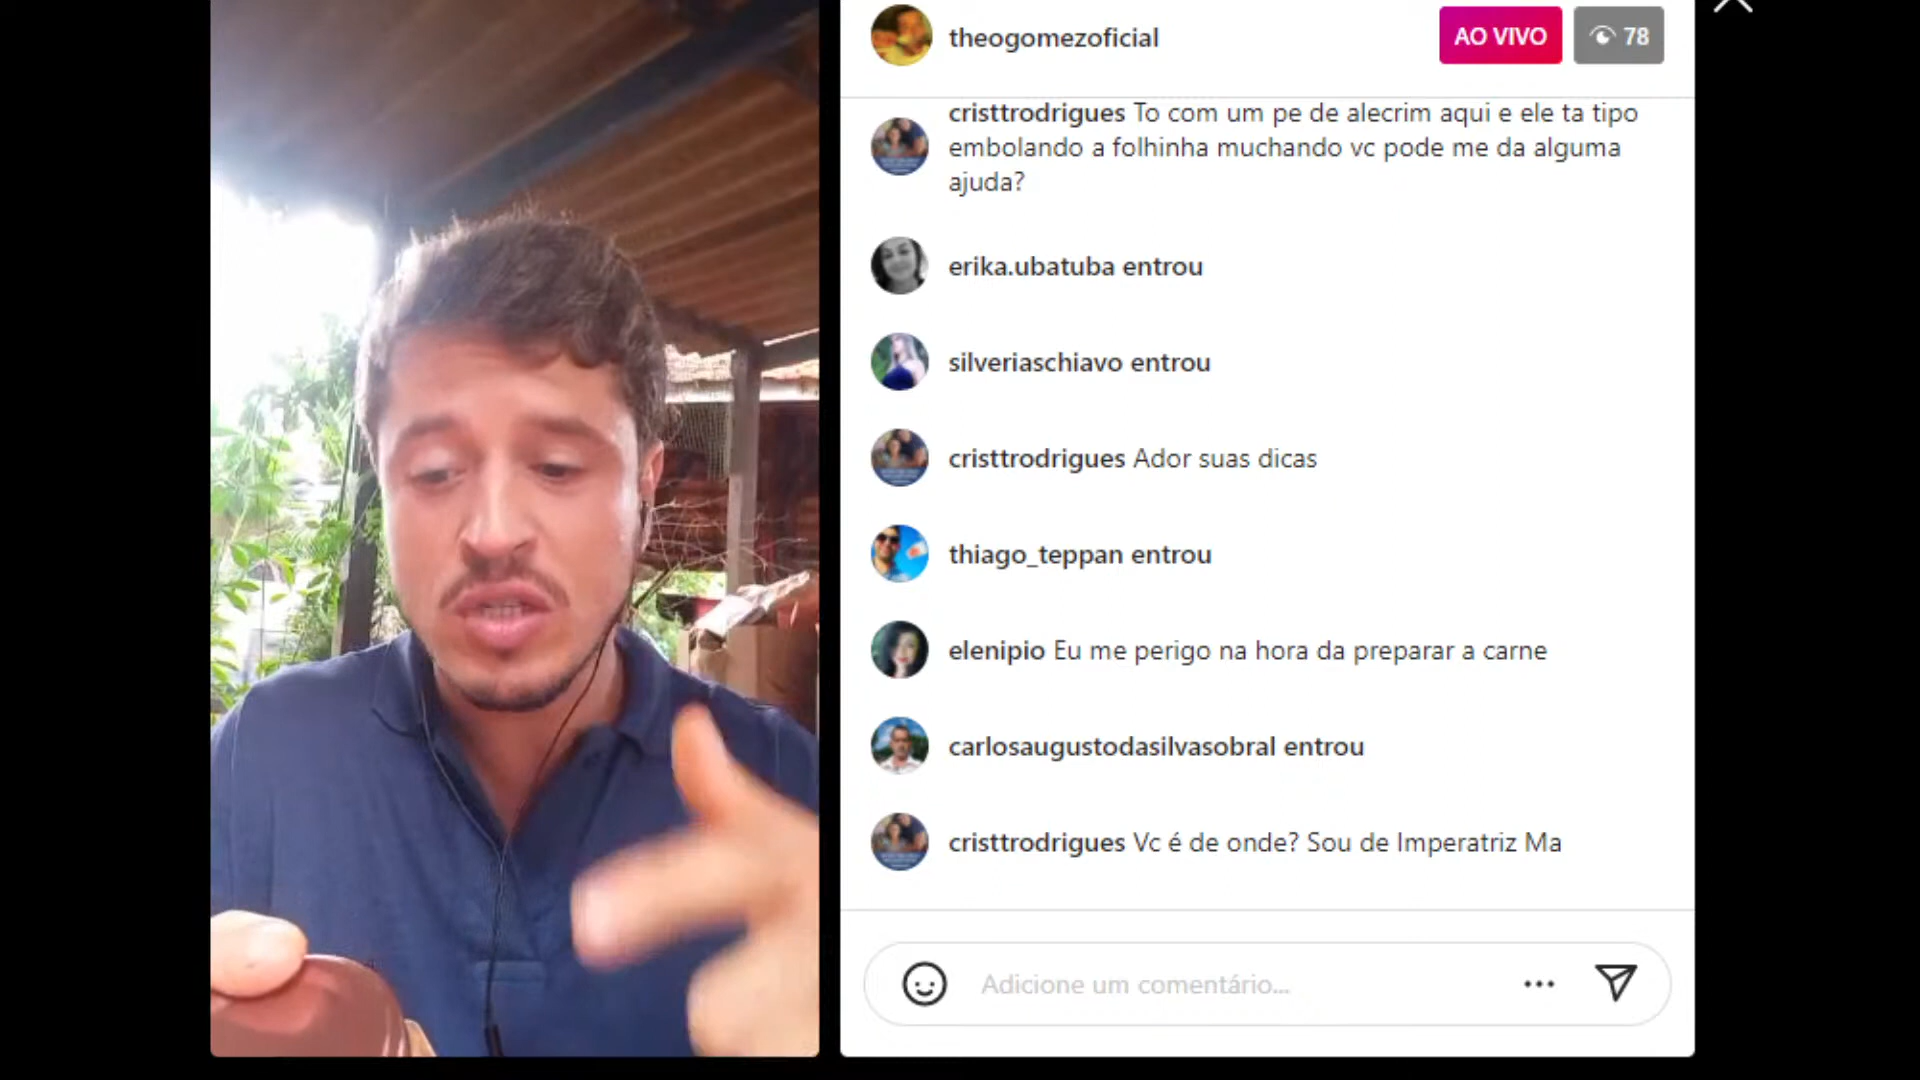 theogomezoficial
AO VIVO
78
cristtrodrigues To com um pe de alecrim aqui e ele ta tipo
embolando a folhinha muchando vc pode me da alguma
ajuda?
erika.ubatuba entrou
silveriaschiavo entrou
cristtrodrigues Ador suas dicas
thiago_teppan entrou
elenipio Eu me perigo na hora da preparar a carne
carlosaugustodasilvasobral entrou
cristtrodrigues Vc é de onde? Sou de Imperatriz Ma
Adicione um comentário...